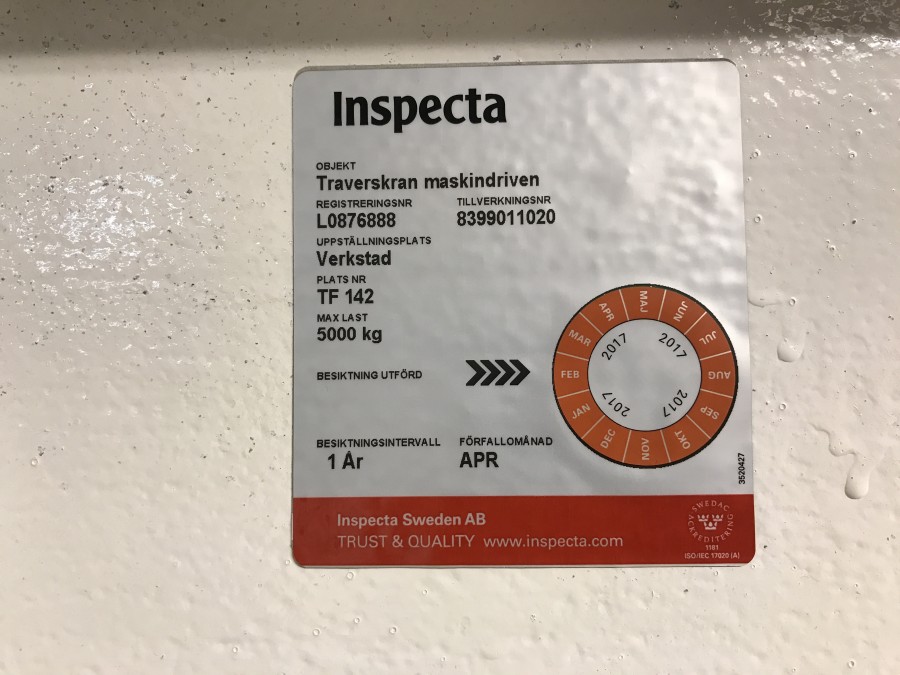 Inspecta
OBJEKT
Traverskran maskindriven
REGISTRERINGSNR TILLVERKNINGSNR
L0876888 8399011020
UPPSTÄLLNINGSPLATS
Verkstad
PLATS NR
TF 142
MAX LAST
5000 kg
BESIKTNING UTFÖRD
JAN FEB MAR APR MAJ JUN JUL AUG SEP OKT NOV DEC
2017 2017 2017 2017
BESIKTNINGSINTERVALL FÖRFALLOMÅNAD
1 År APR
3520427
Inspecta Sweden AB
TRUST & QUALITY www.inspecta.com
SWEDAC
ACKREDITERING
1181
ISO/IEC 17020 (A)